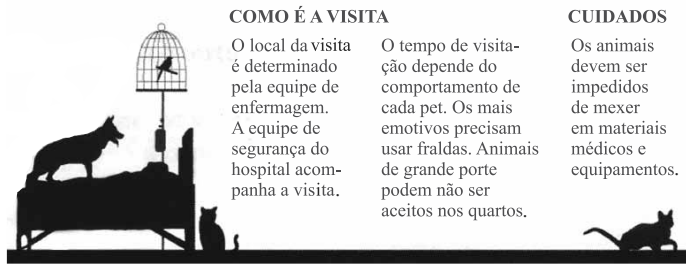 COMO É A VISITA
O local da visita
é determinado
pela equipe de
enfermagem.
A equipe de
segurança do
hospital acom-
panha a visita.
O tempo de visita-
ção depende do
comportamento de
cada pet. Os mais
emotivos precisam
usar fraldas. Animais
de grande porte
podem não ser
aceitos nos quartos.
CUIDADOS
Os animais
devem ser
impedidos
de mexer
em materiais
médicos e
equipamentos.